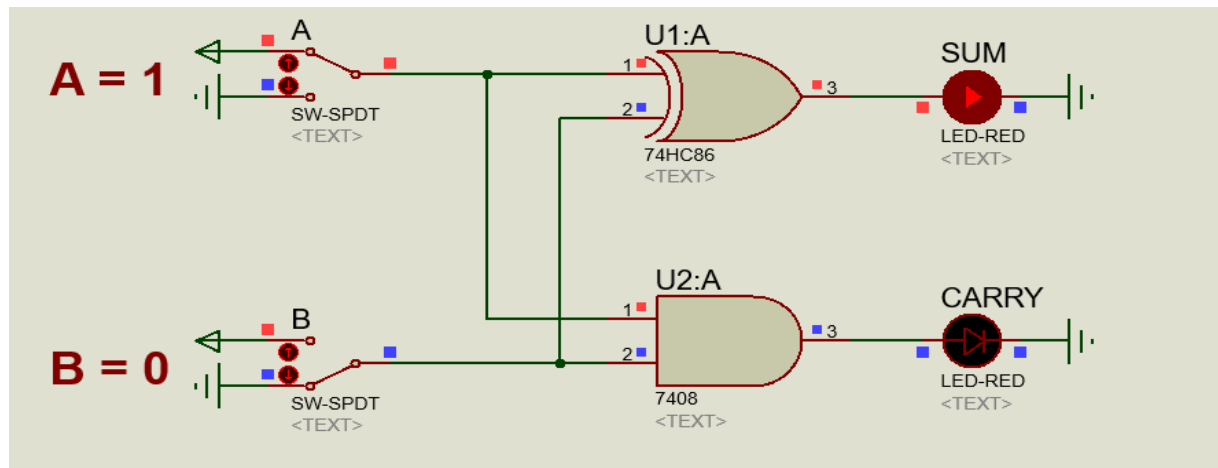 A = 1
A
SW-SPDT
<TEXT>
U1:A
1
2
3
74HC86
<TEXT>
SUM
LED-RED
<TEXT>
B = 0
B
SW-SPDT
<TEXT>
U2:A
1
2
3
7408
<TEXT>
CARRY
LED-RED
<TEXT>